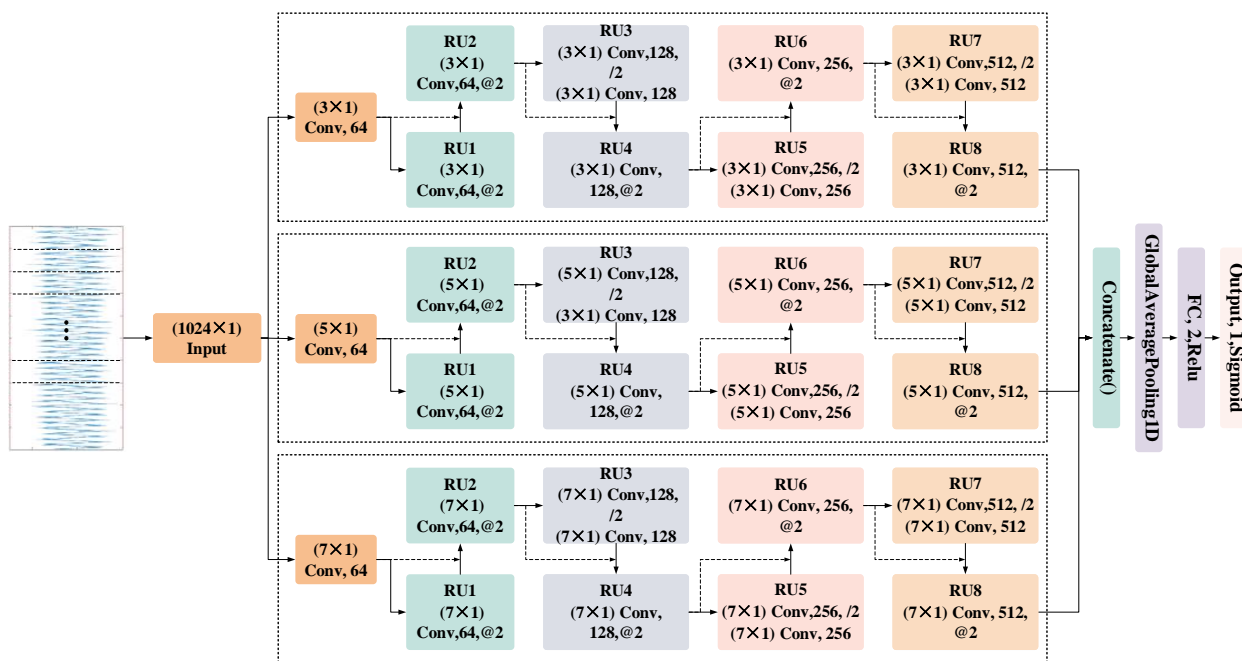 (1024×1)
Input
(3×1)
Conv, 64
RU2
(3×1)
Conv,64,@2
RU1
(3×1)
Conv,64,@2
RU3
(3×1) Conv,128,
/2
(3×1) Conv, 128
RU4
(3×1) Conv,
128,@2
RU6
(3×1) Conv, 256,
@2
RU5
(3×1) Conv,256, /2
(3×1) Conv, 256
RU7
(3×1) Conv,512, /2
(3×1) Conv, 512
RU8
(3×1) Conv, 512,
@2
(5×1)
Conv, 64
RU2
(5×1)
Conv,64,@2
RU1
(5×1)
Conv,64,@2
RU3
(5×1) Conv,128,
/2
(3×1) Conv, 128
RU4
(5×1) Conv,
128,@2
RU6
(5×1) Conv, 256,
@2
RU5
(5×1) Conv,256, /2
(5×1) Conv, 256
RU7
(5×1) Conv,512, /2
(5×1) Conv, 512
RU8
(5×1) Conv, 512,
@2
(7×1)
Conv, 64
RU2
(7×1)
Conv,64,@2
RU1
(7×1)
Conv,64,@2
RU3
(7×1) Conv,128,
/2
(7×1) Conv, 128
RU4
(7×1) Conv,
128,@2
RU6
(7×1) Conv, 256,
@2
RU5
(7×1) Conv,256, /2
(7×1) Conv, 256
RU7
(7×1) Conv,512, /2
(7×1) Conv, 512
RU8
(7×1) Conv, 512,
@2
Concatenate()
GlobalAveragePooling1D
FC, 2,Relu
Output, 1,Sigmoid